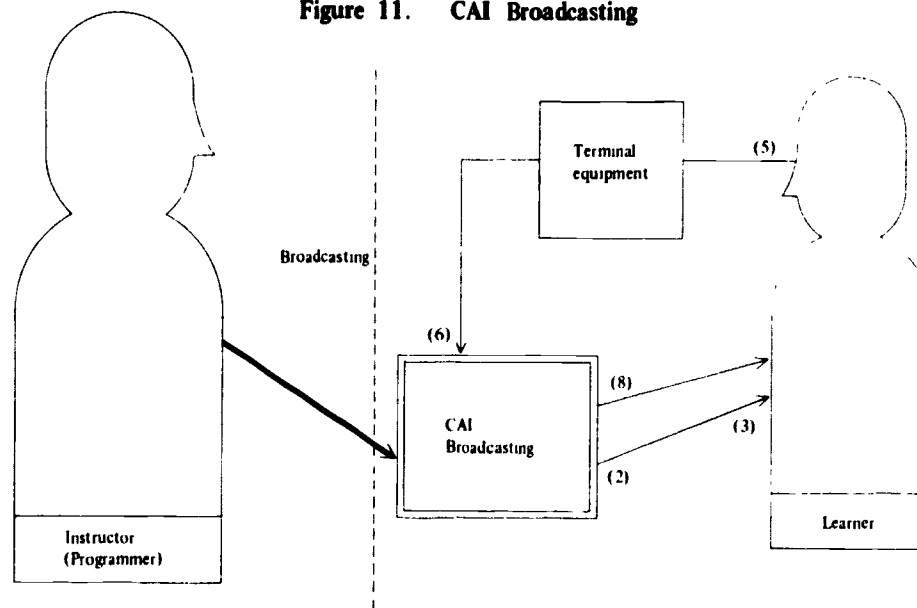 Figure 11. CAI Broadcasting
Terminal
equipment
(5)
Broadcasting
(6)
(8)
CAI
Broadcasting
(3)
(2)
Learner
Instructor
(Programmer)